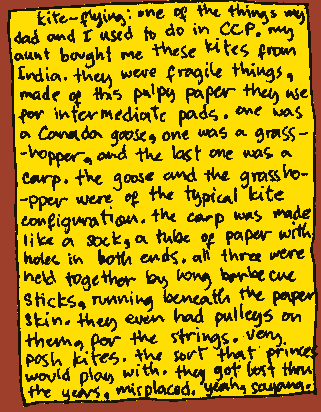 kite-flying: one of the things my
dad and I used to do in CCP. my
aunt bought me these kites from
India. they were fragile things,
made of this pulpy paper they use
for intermediate pads. one was
a Canada goose, one was a grass-
-hopper, and the last one was a
carp. the goose and the grassho-
-pper were of the typical kite
configuration. the carp was made
like a sock, a tube of paper with
holes in both ends. all three were
held together by long barbecue
sticks, running beneath the paper
skin. they even had pulleys on
them, for the strings. very
posh kites. the sort that princes
would play with. they got lost thru
the years, misplaced. yeah, sayang.